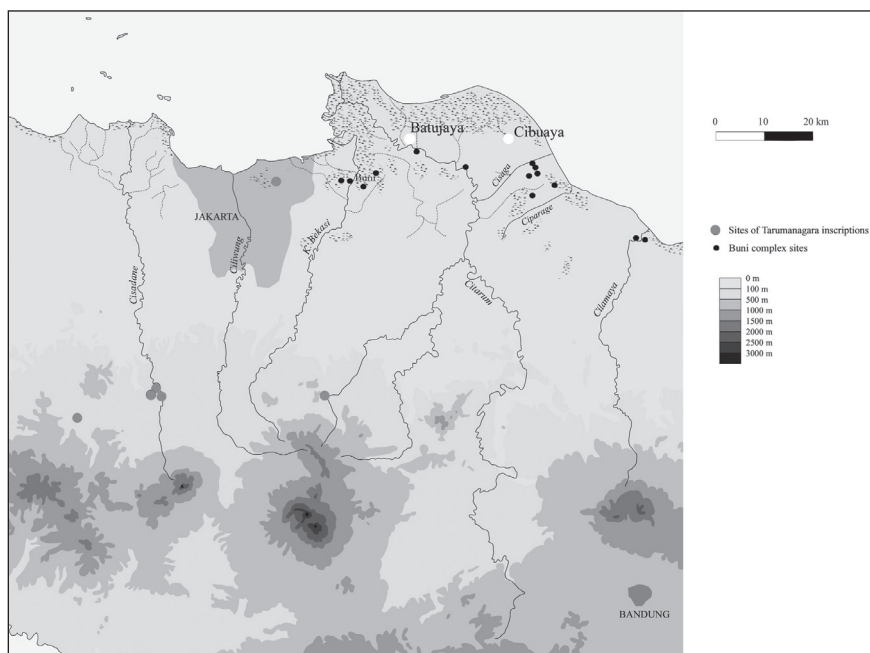 Batujaya
Cibuaya
0 10 20 km
Cisaga
Buni
JAKARTA
Ciliwung
K. Bekasi
Ciparage
Sites of Tarumanagara inscriptions
Buni complex sites
Cisadane
Citarum
Cilamaya
0 m
100 m
500 m
1000 m
1500 m
2000 m
2500 m
3000 m
BANDUNG